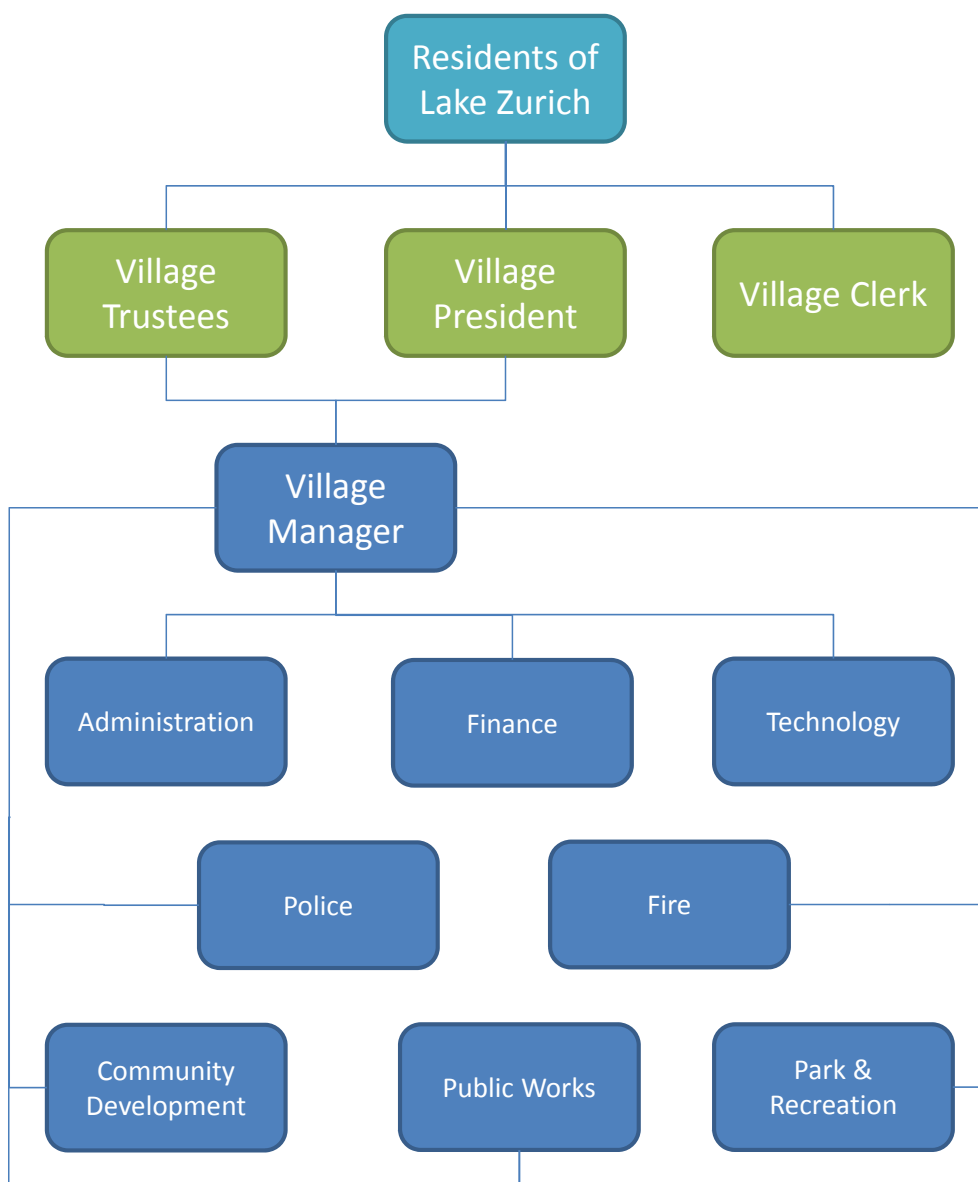 Residents of
Lake Zurich
Village
Trustees
Village
President
Village Clerk
Village
Manager
Administration
Finance
Technology
Police
Fire
Community
Development
Public Works
Park &
Recreation